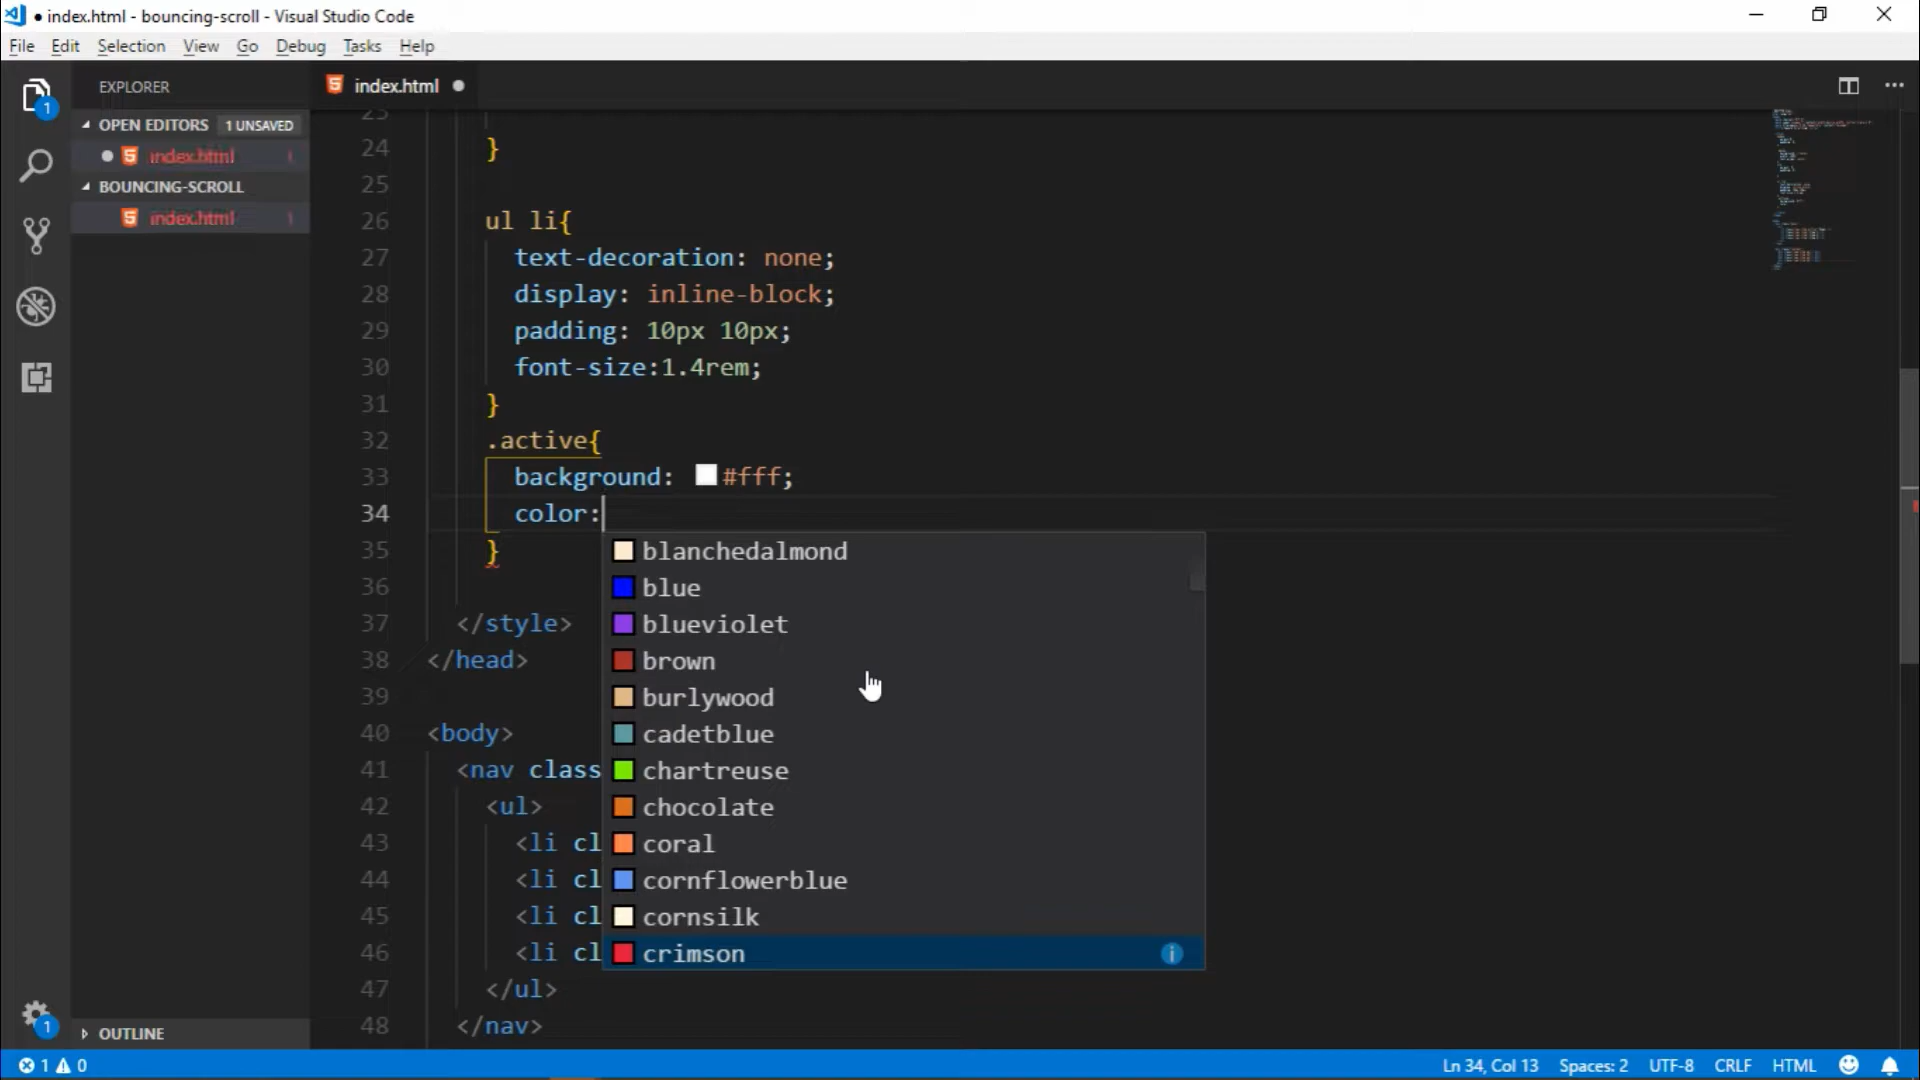 ● index.html - bouncing-scroll - Visual Studio Code
File Edit Selection View Go Debug Tasks Help
EXPLORER
index.html ●
OPEN EDITORS 1 UNSAVED
index.html 1
BOUNCING-SCROLL
index.html 1
OUTLINE
23
24 }
25
26 ul li{
27 text-decoration: none;
28 display: inline-block;
29 padding: 10px 10px;
30 font-size:1.4rem;
31 }
32 .active{
33 background: #fff;
34 color:
35 }
36
37 </style>
38 </head>
39
40 <body>
41 <nav class
42 <ul>
43 <li cl
44 <li cl
45 <li cl
46 <li cl
47 </ul>
48 </nav>
blanchedalmond
blue
blueviolet
brown
burlywood
cadetblue
chartreuse
chocolate
coral
cornflowerblue
cornsilk
crimson
1 0
Ln 34, Col 13 Spaces: 2 UTF-8 CRLF HTML